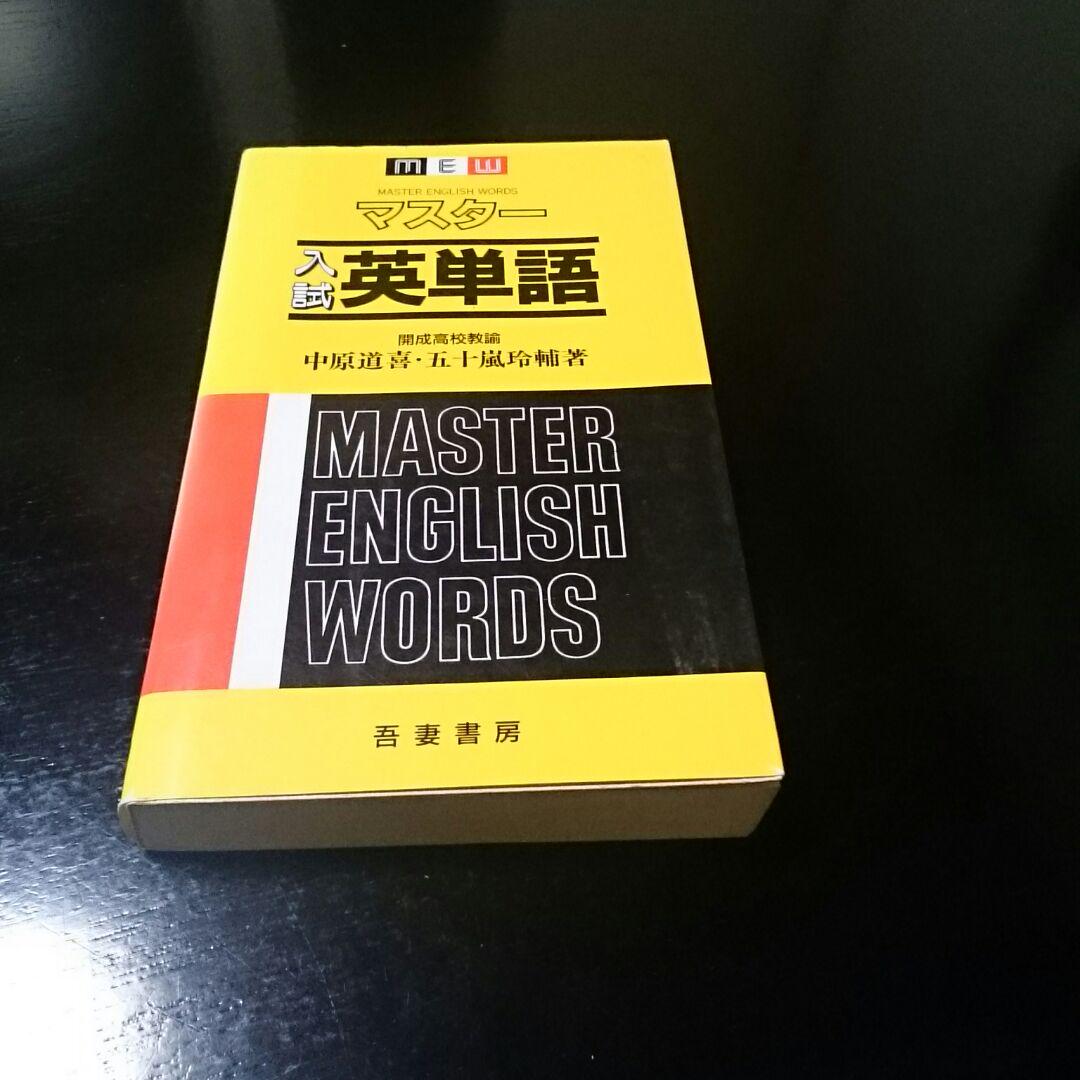 MEW
MASTER ENGLISH WORDS
マスター
入試 英単語
開成高校教諭
中原道喜・五十嵐玲輔著
MASTER
ENGLISH
WORDS
吾妻書房